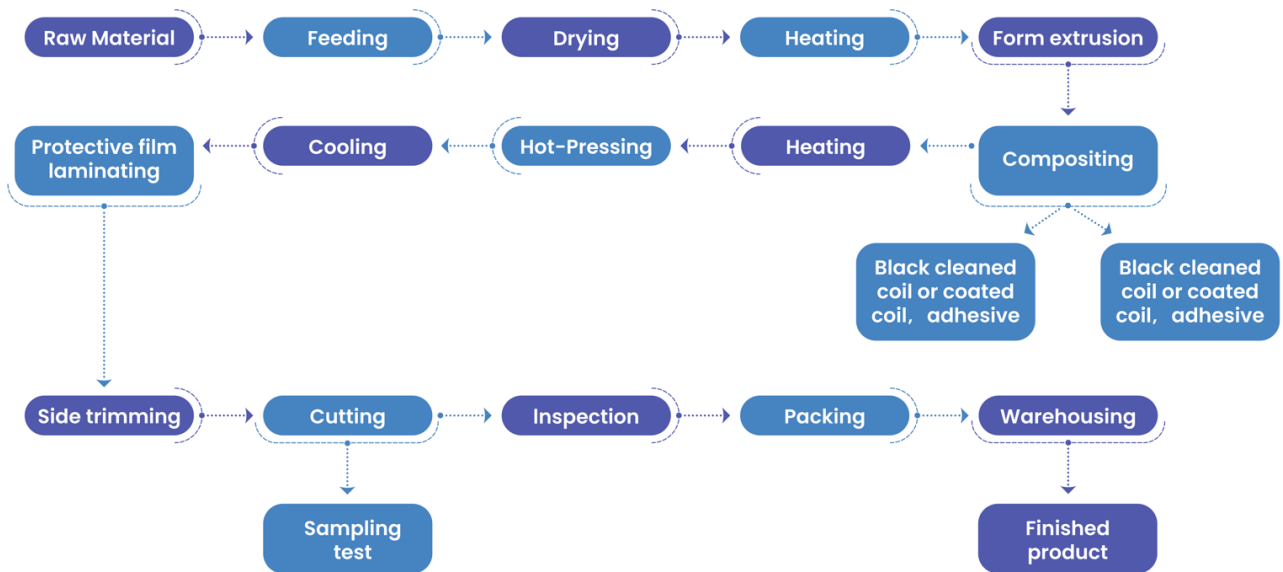 Raw Material
Feeding
Drying
Heating
Form extrusion
Protective film
laminating
Cooling
Hot-Pressing
Heating
Compositing
Black cleaned
coil or coated
coil，adhesive
Black cleaned
coil or coated
coil，adhesive
Side trimming
Cutting
Inspection
Packing
Warehousing
Sampling
test
Finished
product